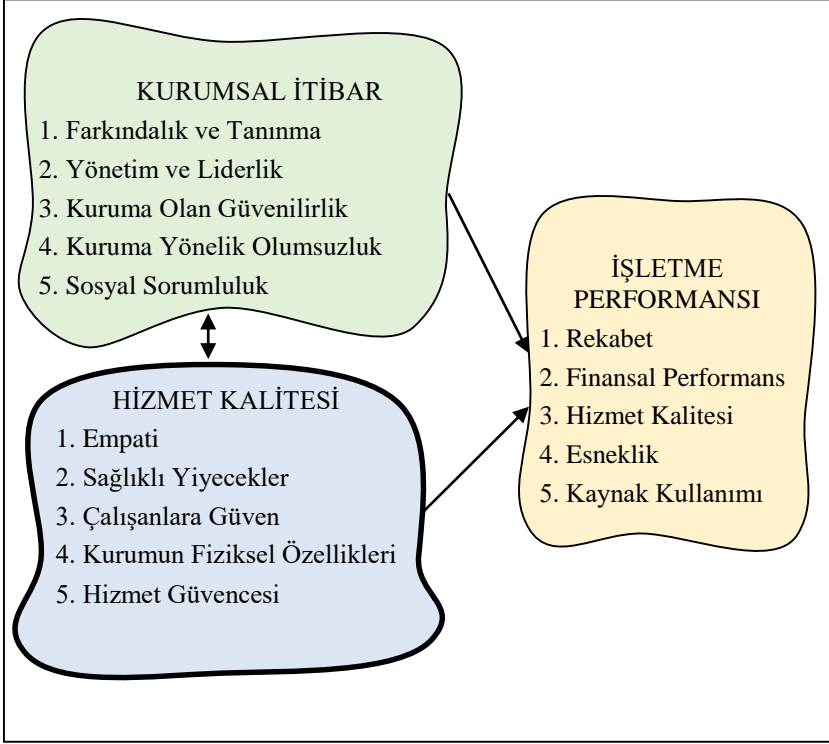 KURUMSAL İTİBAR
1. Farkındalık ve Tanınma
2. Yönetim ve Liderlik
3. Kuruma Olan Güvenilirlik
4. Kuruma Yönelik Olumsuzluk
5. Sosyal Sorumluluk
HİZMET KALİTESİ
1. Empati
2. Sağlıklı Yiyecekler
3. Çalışanlara Güven
4. Kurumun Fiziksel Özellikleri
5. Hizmet Güvencesi
İŞLETME
PERFORMANSI
1. Rekabet
2. Finansal Performans
3. Hizmet Kalitesi
4. Esneklik
5. Kaynak Kullanımı